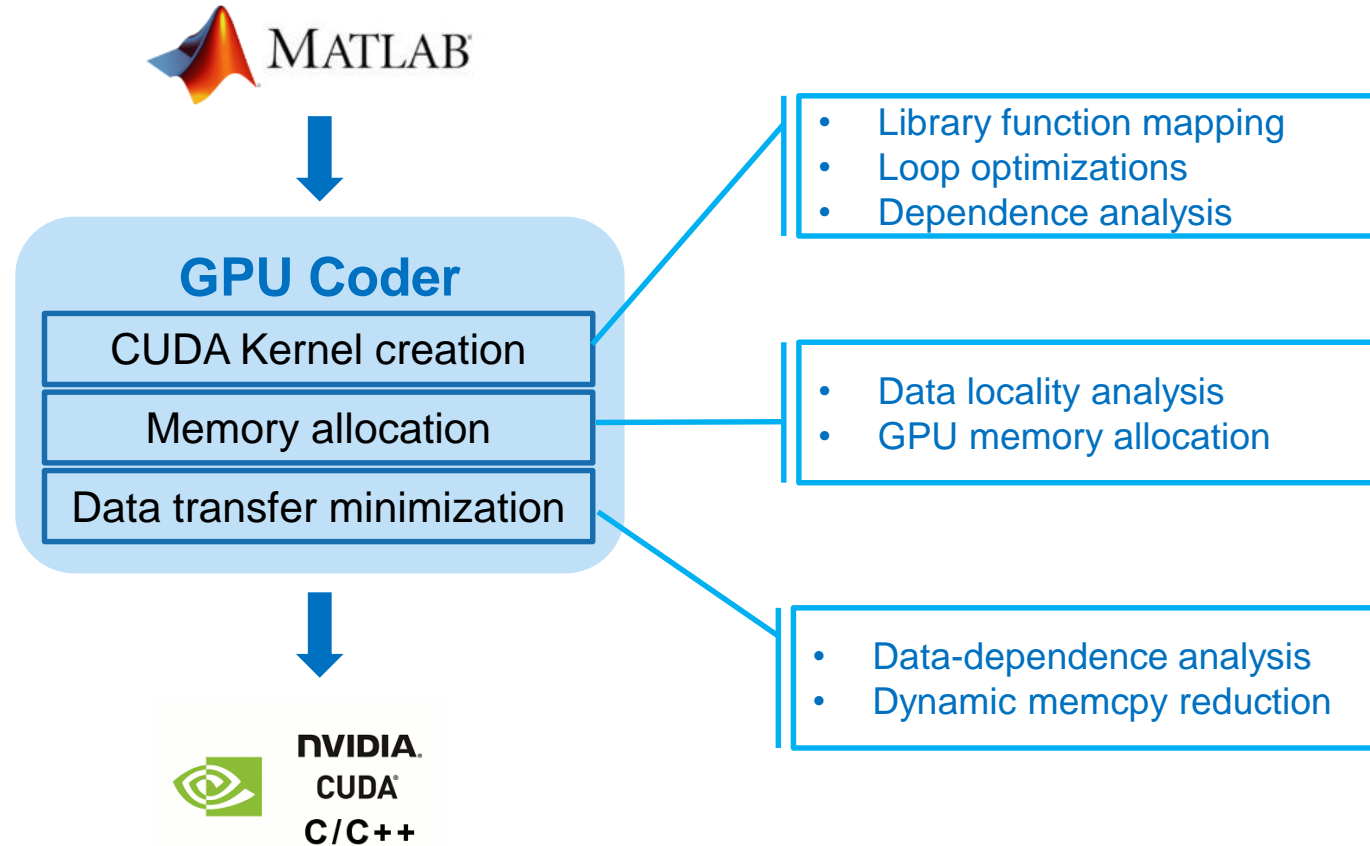 MATLAB®
GPU Coder
CUDA Kernel creation
Memory allocation
Data transfer minimization
• Library function mapping
• Loop optimizations
• Dependence analysis
• Data locality analysis
• GPU memory allocation
• Data-dependence analysis
• Dynamic memcpy reduction
NVIDIA.
CUDA®
C/C++